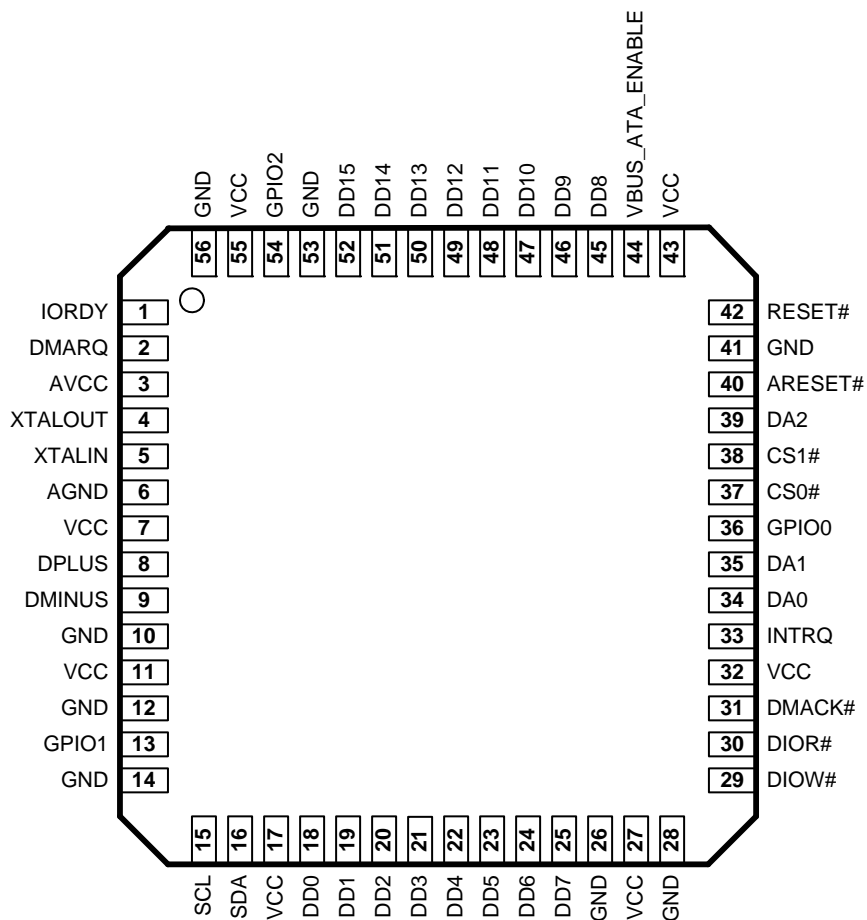 GND
VCC
GPIO2
GND
DD15
DD14
DD13
DD12
DD11
DD10
DD9
DD8
VBUS_ATA_ENABLE
VCC
56
55
54
53
52
51
50
49
48
47
46
45
44
43
IORDY 1
DMARQ 2
AVCC 3
XTALOUT 4
XTALIN 5
AGND 6
VCC 7
DPLUS 8
DMINUS 9
GND 10
VCC 11
GND 12
GPIO1 13
GND 14
42 RESET#
41 GND
40 ARESET#
39 DA2
38 CS1#
37 CS0#
36 GPIO0
35 DA1
34 DA0
33 INTRQ
32 VCC
31 DMACK#
30 DIOR#
29 DIOW#
15
16
17
18
19
20
21
22
23
24
25
26
27
28
SCL
SDA
VCC
DD0
DD1
DD2
DD3
DD4
DD5
DD6
DD7
GND
VCC
GND